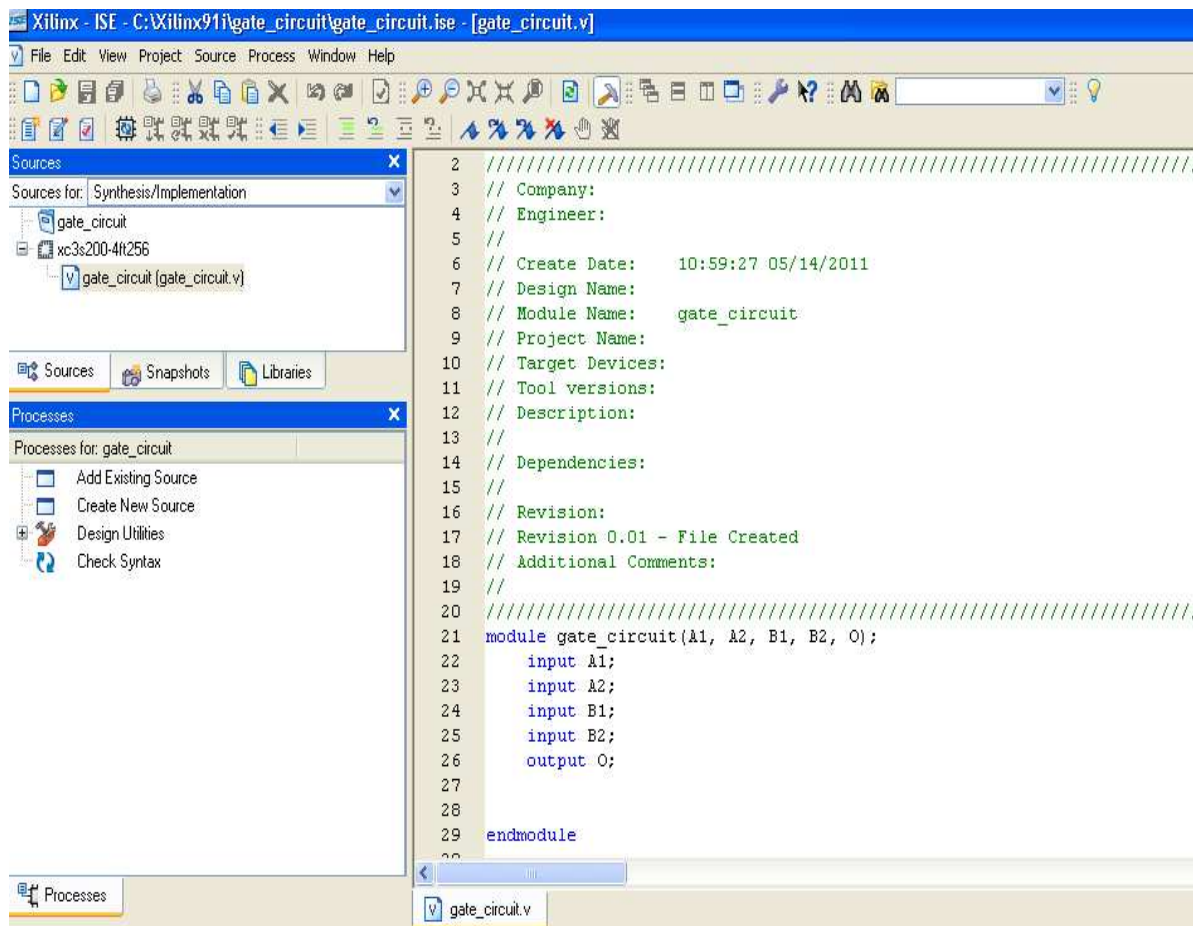 Xilinx - ISE - C:\Xilinx91i\gate_circuit\gate_circuit.ise - [gate_circuit.v]
File Edit View Project Source Process Window Help
Sources
Sources for: Synthesis/Implementation
gate_circuit
xc3s200-4ft256
gate_circuit (gate_circuit.v)
Sources Snapshots Libraries
Processes
Processes for: gate_circuit
Add Existing Source
Create New Source
Design Utilities
Check Syntax
Processes
2 //////////////////////////////////////////////////////////////////////
3 // Company:
4 // Engineer:
5 //
6 // Create Date:    10:59:27 05/14/2011
7 // Design Name:
8 // Module Name:    gate_circuit
9 // Project Name:
10 // Target Devices:
11 // Tool versions:
12 // Description:
13 //
14 // Dependencies:
15 //
16 // Revision:
17 // Revision 0.01 - File Created
18 // Additional Comments:
19 //
20 //////////////////////////////////////////////////////////////////////
21 module gate_circuit(A1, A2, B1, B2, O);
22     input A1;
23     input A2;
24     input B1;
25     input B2;
26     output O;
27
28
29 endmodule
gate_circuit.v